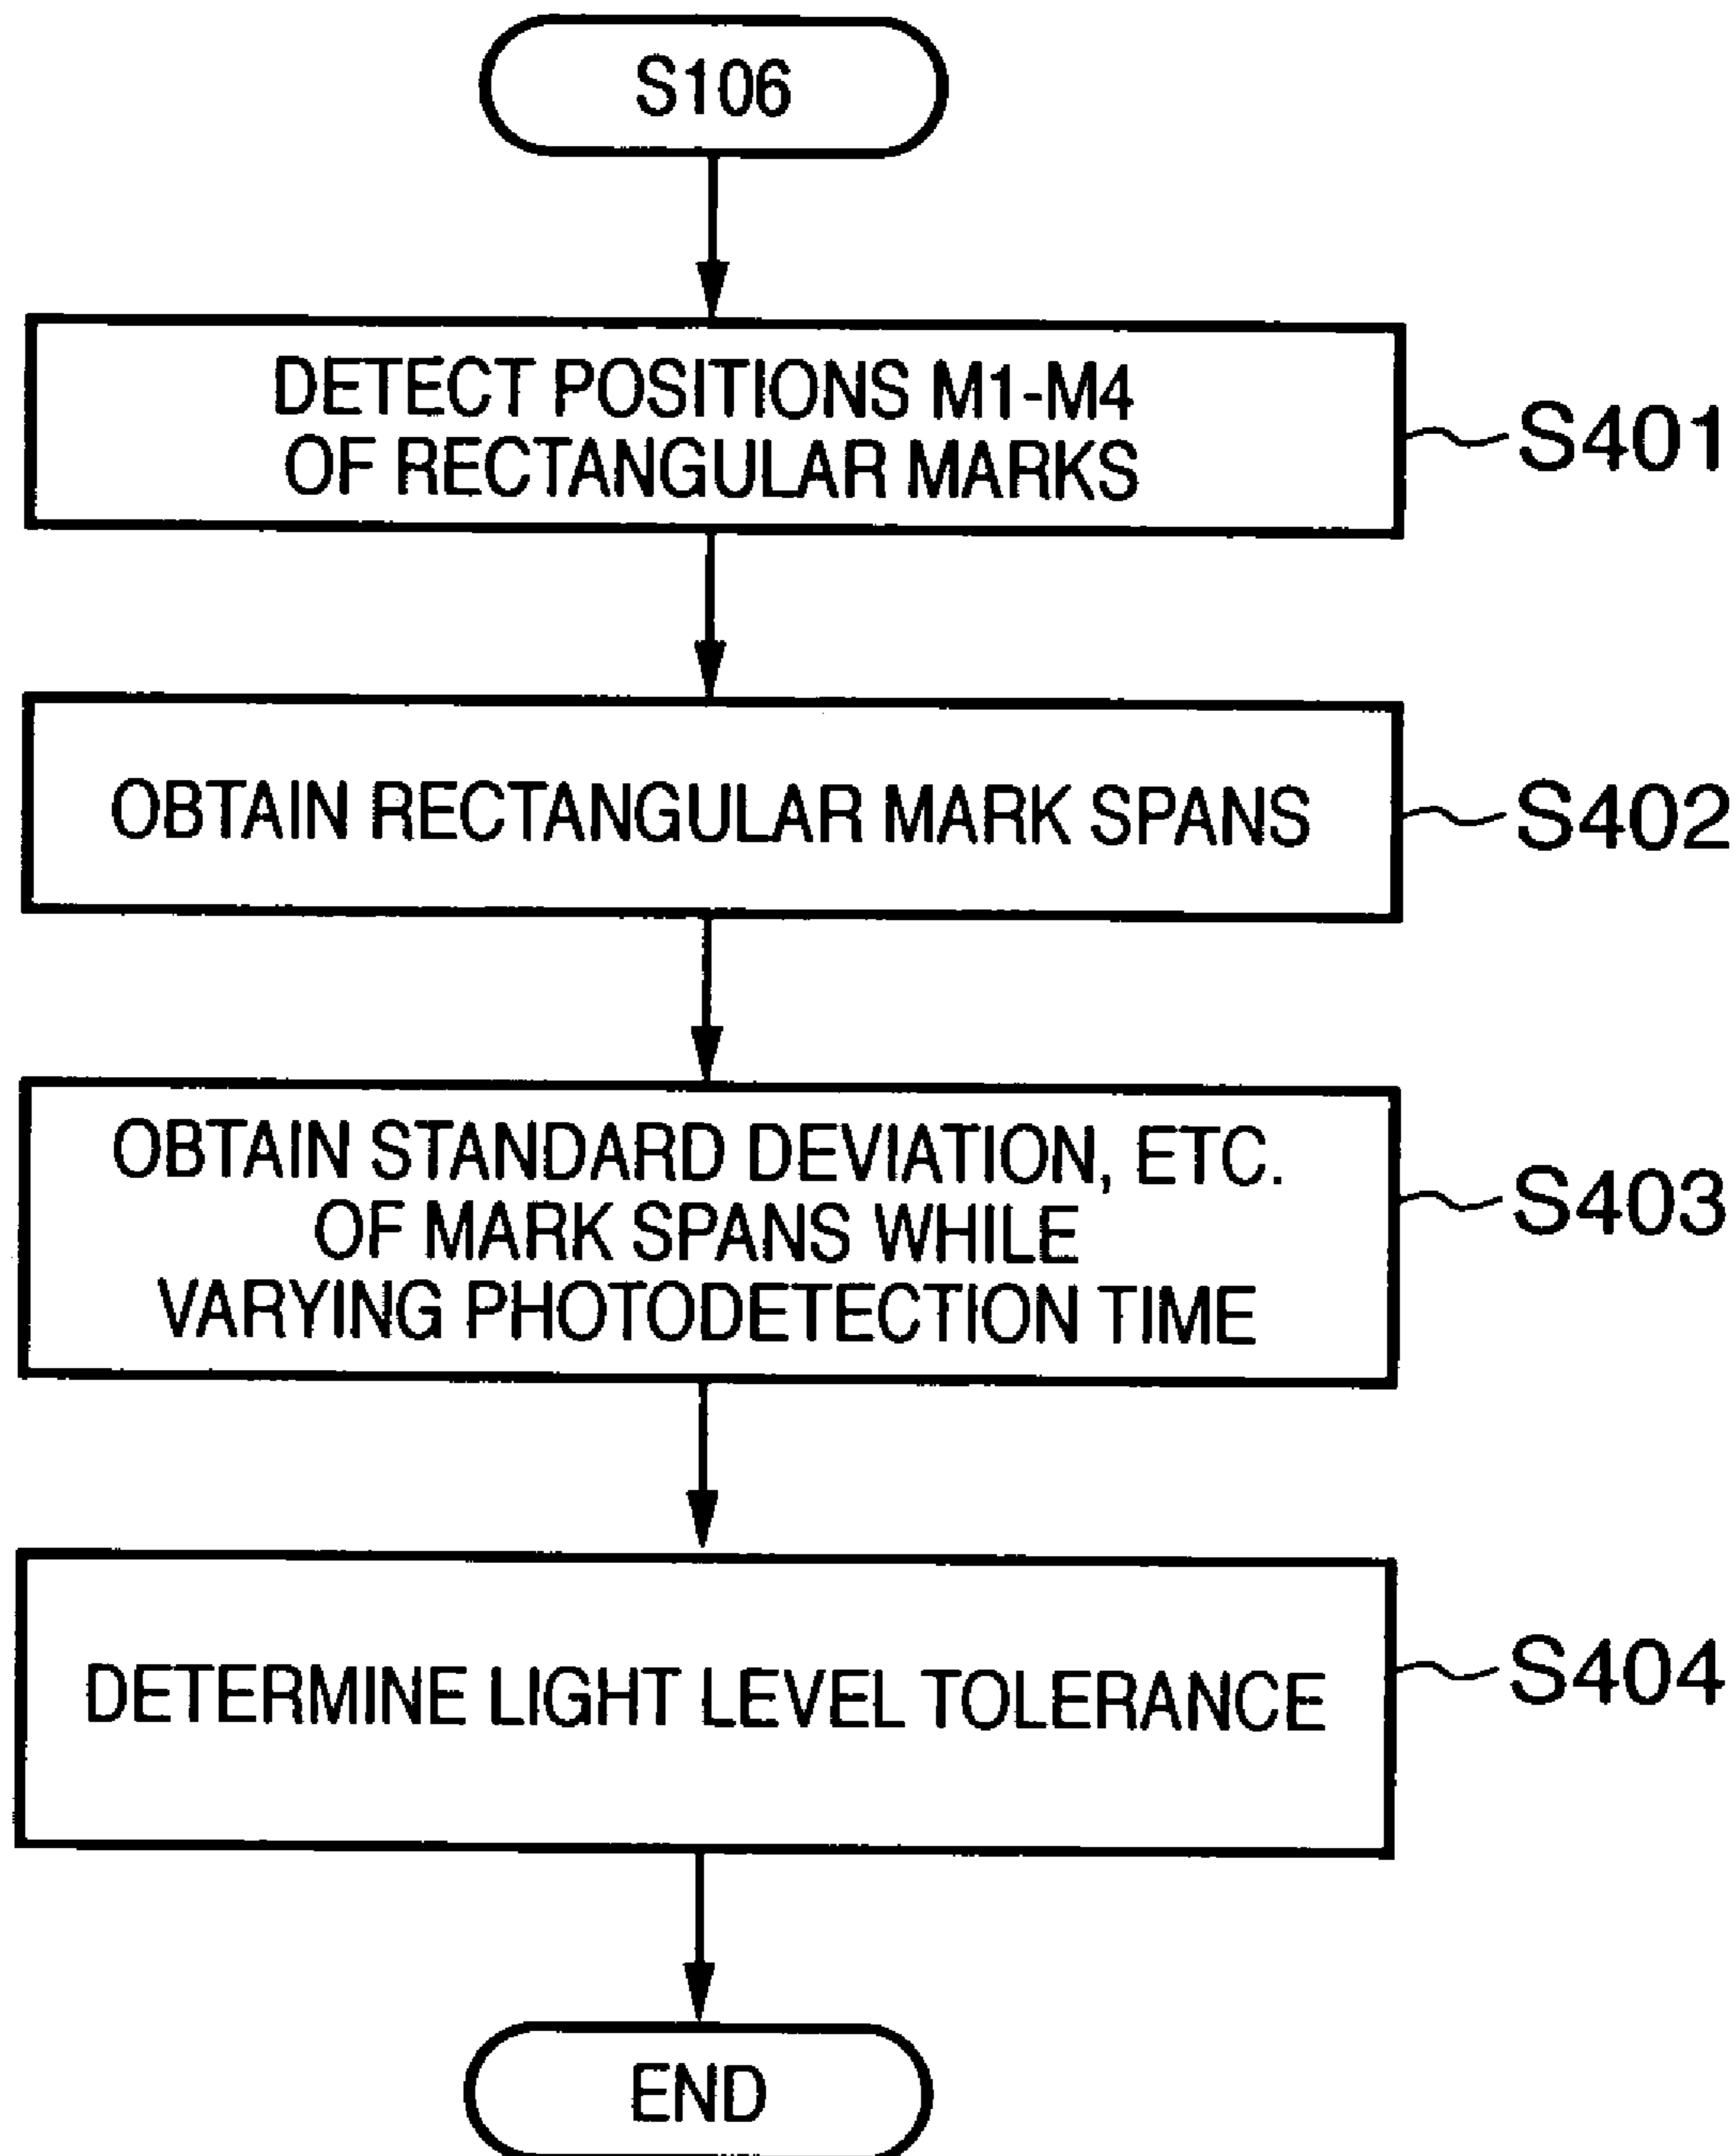 S106
DETECT POSITIONS M1-M4
OF RECTANGULAR MARKS
S401
OBTAIN RECTANGULAR MARK SPANS
S402
OBTAIN STANDARD DEVIATION, ETC.
OF MARK SPANS WHILE
VARYING PHOTODETECTION TIME
S403
DETERMINE LIGHT LEVEL TOLERANCE
S404
END